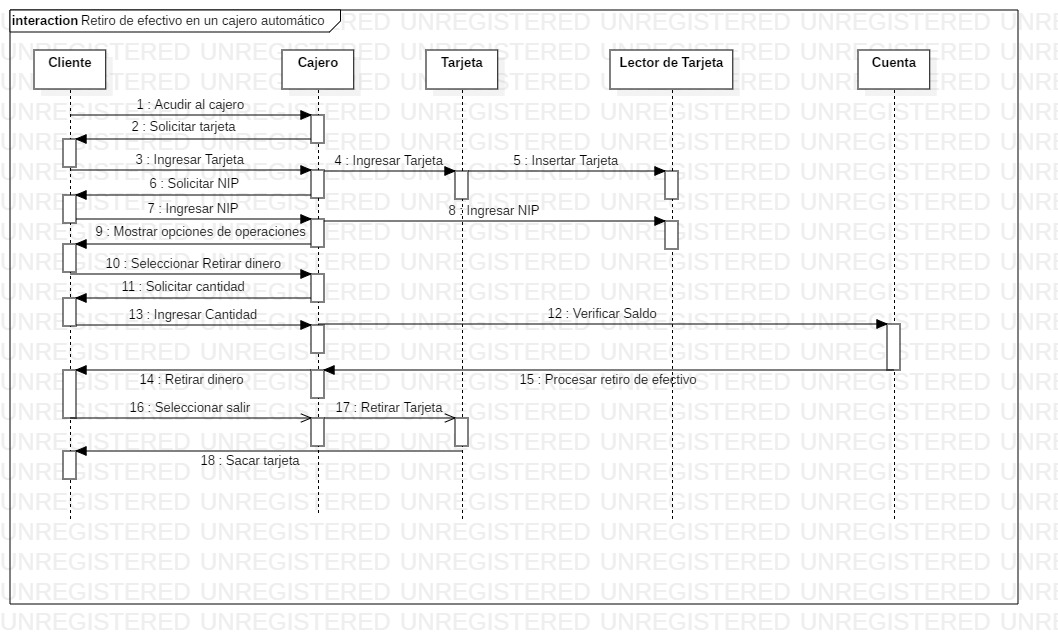 interaction Retiro de efectivo en un cajero automático
Cliente
Cajero
Tarjeta
Lector de Tarjeta
Cuenta
1 : Acudir al cajero
2 : Solicitar tarjeta
3 : Ingresar Tarjeta
4 : Ingresar Tarjeta
5 : Insertar Tarjeta
6 : Solicitar NIP
7 : Ingresar NIP
8 : Ingresar NIP
9 : Mostrar opciones de operaciones
10 : Seleccionar Retirar dinero
11 : Solicitar cantidad
13 : Ingresar Cantidad
12 : Verificar Saldo
14 : Retirar dinero
15 : Procesar retiro de efectivo
16 : Seleccionar salir
17 : Retirar Tarjeta
18 : Sacar tarjeta
UNREGISTERED UNREGISTERED UNREGISTERED UNREGISTERED UNREGISTERED